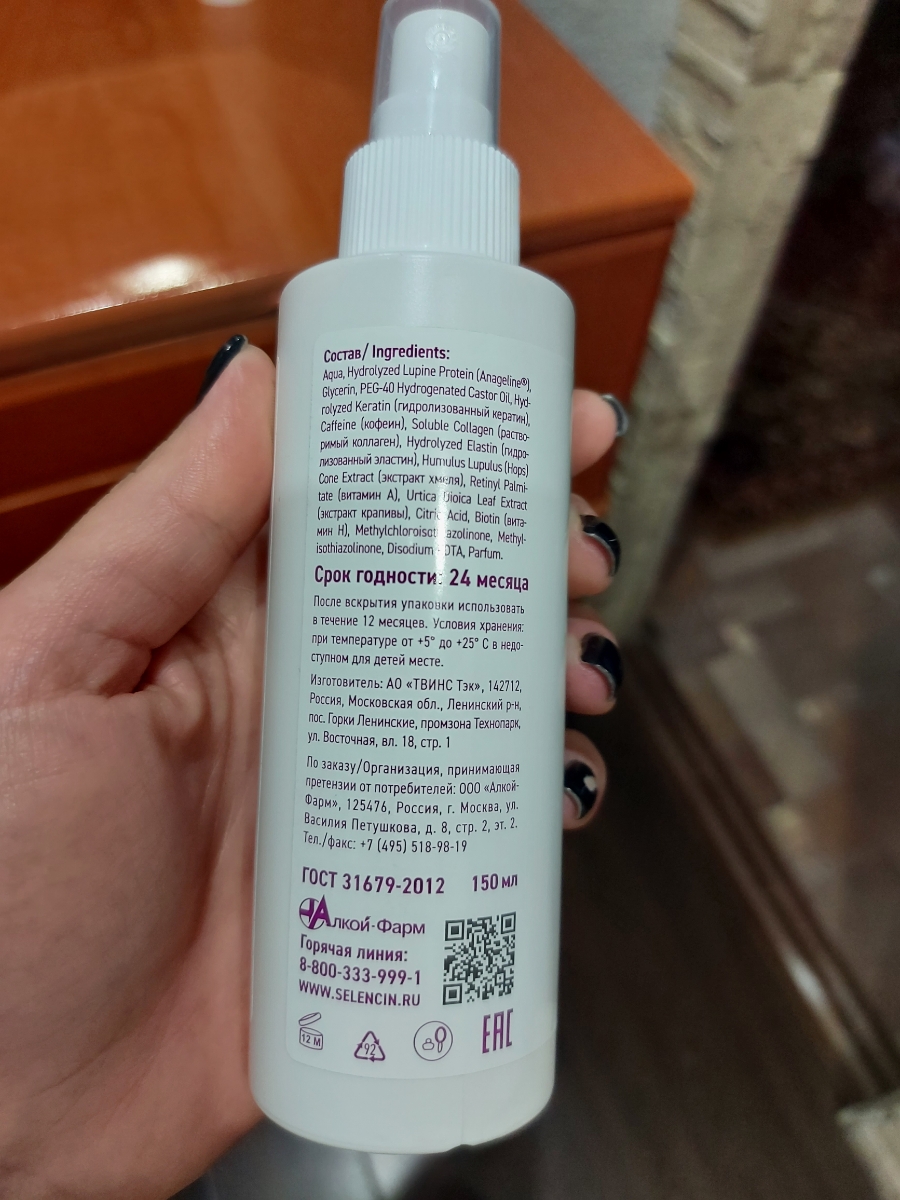 Состав/ Ingredients:
Aqua, Hydrolyzed Lupine Protein (Anageline®),
Glycerin, PEG-40 Hydrogenated Castor Oil, Hyd-
rolyzed Keratin (гидролизованный кератин),
Caffeine (кофеин), Soluble Collagen (раство-
римый коллаген), Hydrolyzed Elastin (гидро-
лизованный эластин), Humulus Lupulus (Hops)
Cone Extract (экстракт хмеля), Retinyl Palmi-
tate (витамин А), Urtica Dioica Leaf Extract
(экстракт крапивы), Citric Acid, Biotin (вита-
мин Н), Methylchloroisothiazolinone, Methyl-
isothiazolinone, Disodium EDTA, Parfum.
Срок годности: 24 месяца
После вскрытия упаковки использовать
в течение 12 месяцев. Условия хранения:
при температуре от +5° до +25° С в недо-
ступном для детей месте.
Изготовитель: АО «ТВИНС Тэк», 142712,
Россия, Московская обл., Ленинский р-н,
пос. Горки Ленинские, промзона Технопарк,
ул. Восточная, вл. 18, стр. 1
По заказу/Организация, принимающая
претензии от потребителей: ООО «Алкой-
Фарм», 125476, Россия, г. Москва, ул.
Василия Петушкова, д. 8, стр. 2, эт. 2.
Тел./факс: +7 (495) 518-98-19
ГОСТ 31679-2012 150 мл
Алкой-Фарм
Горячая линия:
8-800-333-999-1
WWW.SELENCIN.RU
12 M 92 EAC